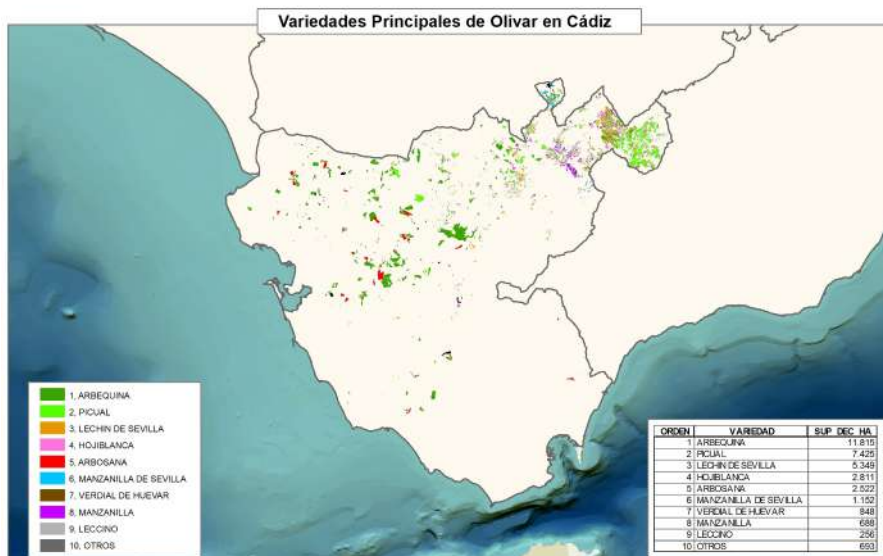 Variedades Principales de Olivar en Cádiz
1, ARBEQUINA
2, PICUAL
3, LECHIN DE SEVILLA
4, HOJIBLANCA
5, ARBOSANA
6, MANZANILLA DE SEVILLA
7, VERDIAL DE HUEVAR
8, MANZANILLA
9, LECCINO
10, OTROS
ORDEN VARIEDAD SUP_DEC_HA
1 ARBEQUINA 11.815
2 PICUAL 7.425
3 LECHIN DE SEVILLA 5.349
4 HOJIBLANCA 2.811
5 ARBOSANA 2.522
6 MANZANILLA DE SEVILLA 1.152
7 VERDIAL DE HUEVAR 848
8 MANZANILLA 688
9 LECCINO 256
10 OTROS 693